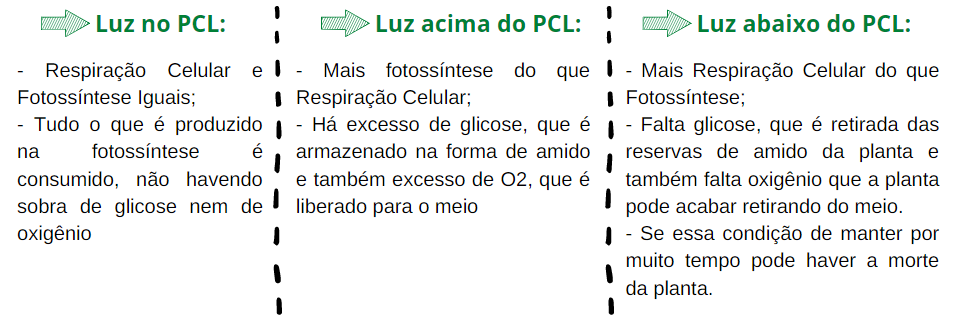 Luz no PCL:
- Respiração Celular e
Fotossíntese Iguais;
- Tudo o que é produzido
na fotossíntese é
consumido, não havendo
sobra de glicose nem de
oxigênio
Luz acima do PCL:
- Mais fotossíntese do que
Respiração Celular;
- Há excesso de glicose, que é
armazenado na forma de amido
e também excesso de O2, que é
liberado para o meio
Luz abaixo do PCL:
- Mais Respiração Celular do que
Fotossíntese;
- Falta glicose, que é retirada das
reservas de amido da planta e
também falta oxigênio que a planta
pode acabar retirando do meio.
- Se essa condição de manter por
muito tempo pode haver a morte
da planta.